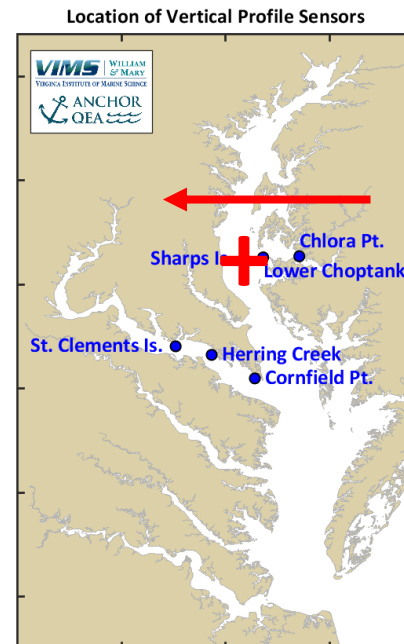 Location of Vertical Profile Sensors
VIMS
WILLIAM
& MARY
VIRGINIA INSTITUTE OF MARINE SCIENCE
ANCHOR
QEA
Chlora Pt.
Sharps
Lower Choptank
St. Clements Is.
Herring Creek
Cornfield Pt.